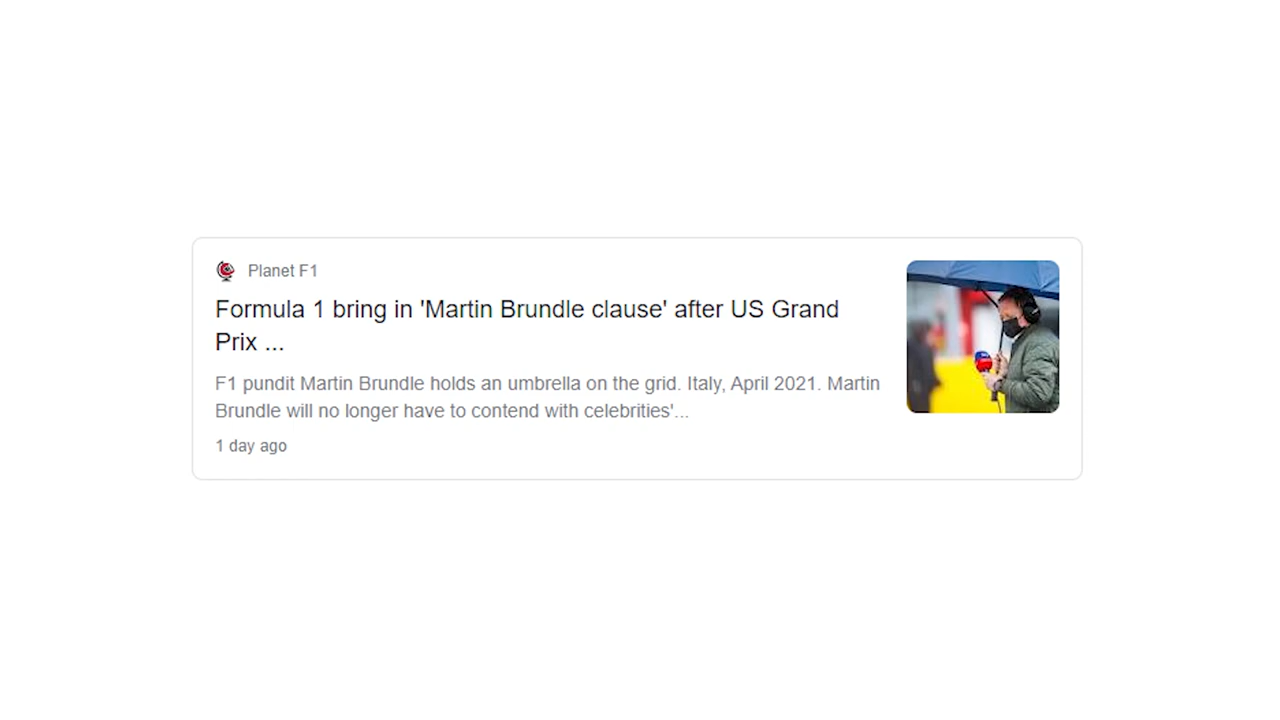 Planet F1
Formula 1 bring in 'Martin Brundle clause' after US Grand
Prix ...
F1 pundit Martin Brundle holds an umbrella on the grid. Italy, April 2021. Martin
Brundle will no longer have to contend with celebrities'...
1 day ago